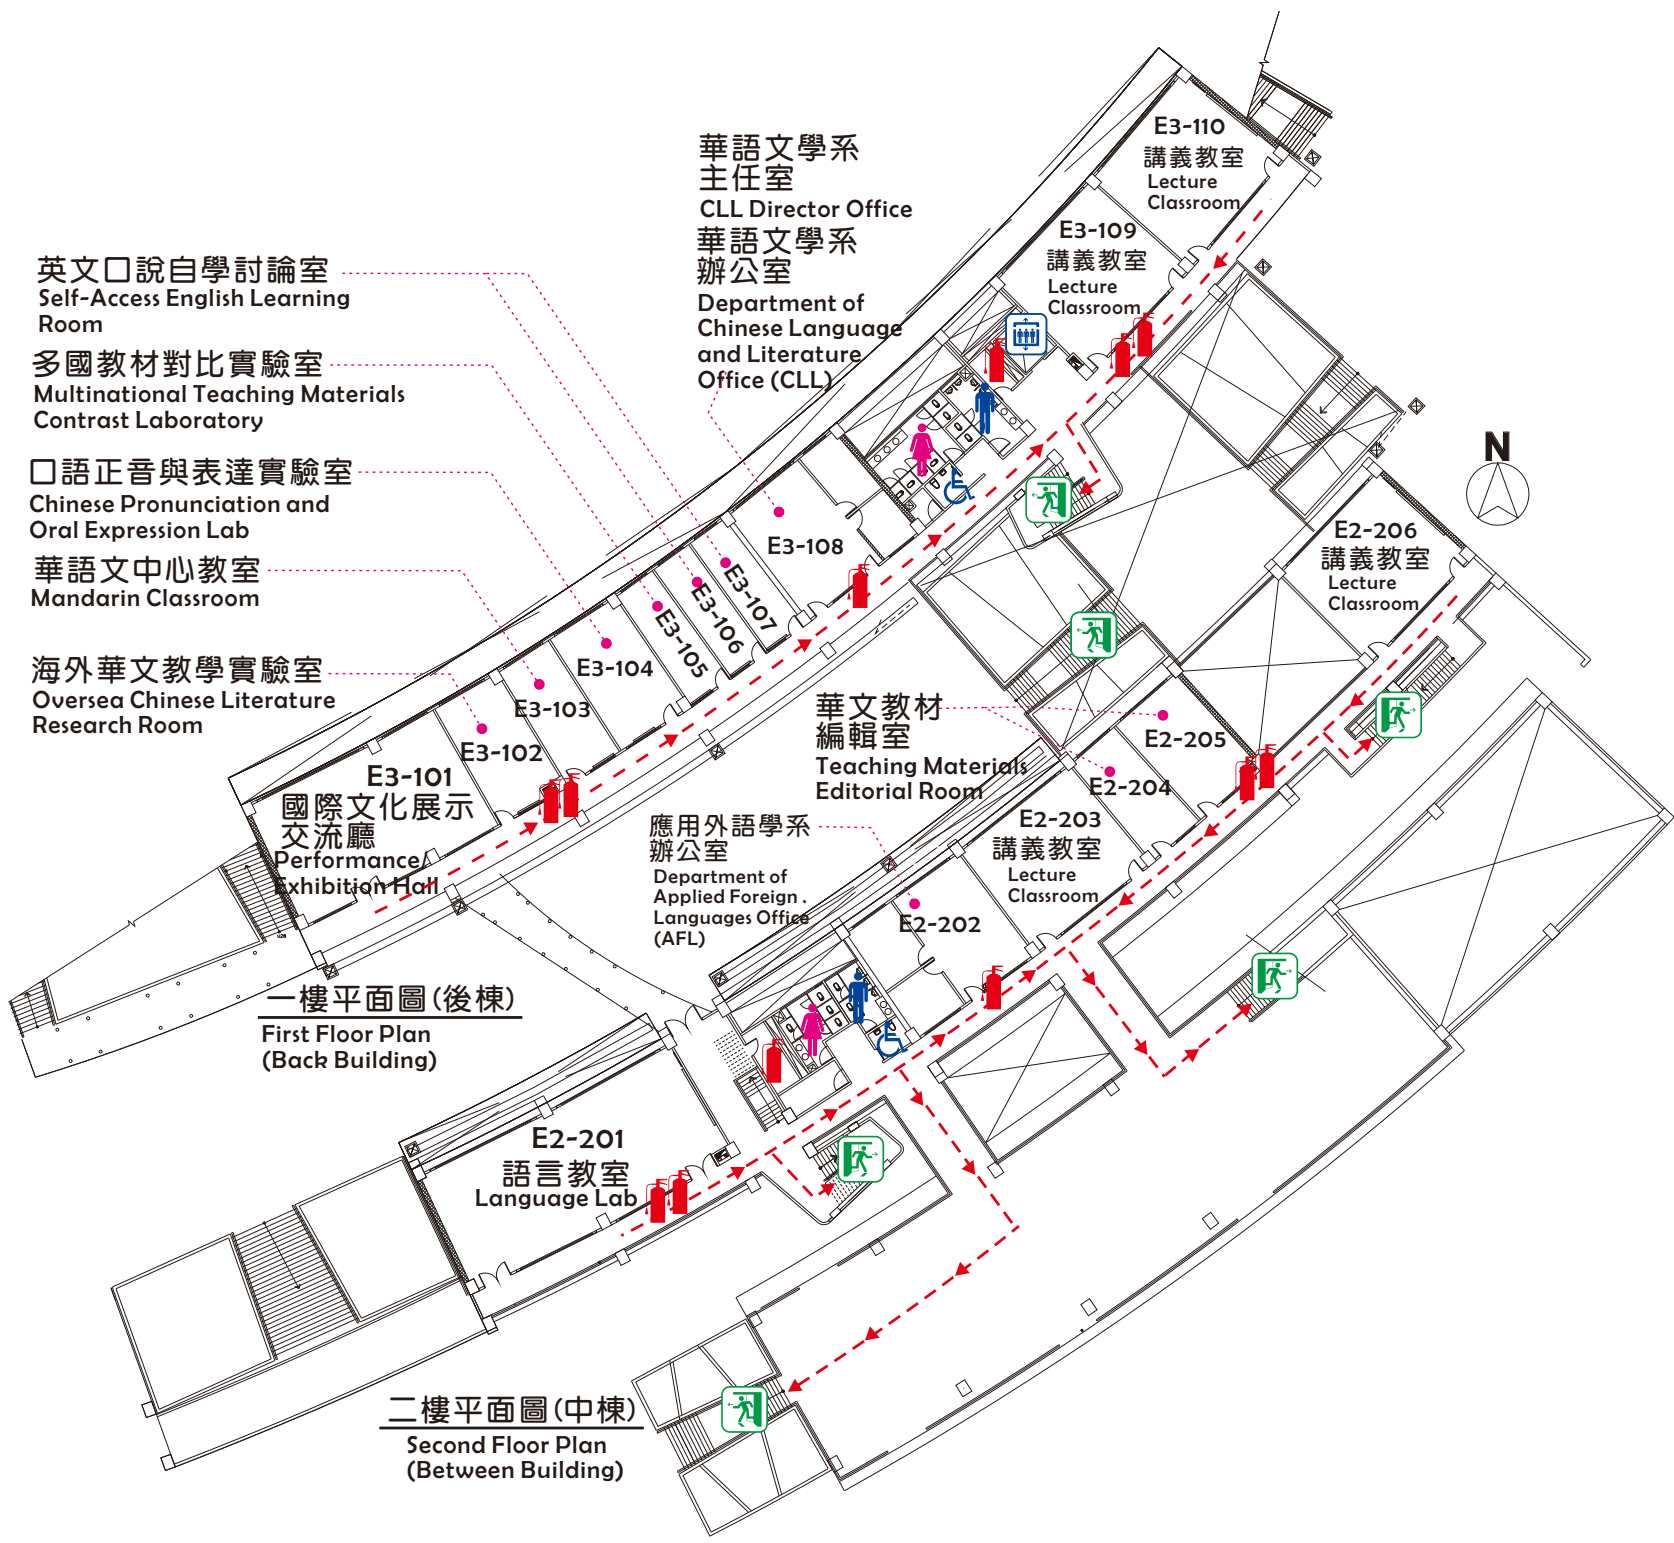 華語文學系
主任室
CLL Director Office
華語文學系
辦公室
Department of
Chinese Language
and Literature
Office (CLL)
英文口說自學討論室
Self-Access English Learning
Room
多國教材對比實驗室
Multinational Teaching Materials
Contrast Laboratory
口語正音與表達實驗室
Chinese Pronunciation and
Oral Expression Lab
華語文中心教室
Mandarin Classroom
海外華文教學實驗室
Oversea Chinese Literature
Research Room
E3-110
講義教室
Lecture
Classroom
E3-109
講義教室
Lecture
Classroom
E3-108
E3-107
E3-106
E3-105
E3-104
E3-103
E3-102
E3-101
國際文化展示
交流廳
Performance/
Exhibition Hall
一樓平面圖(後棟)
First Floor Plan
(Back Building)
N
E2-206
講義教室
Lecture
Classroom
華文教材
編輯室
Teaching Materials
Editorial Room
E2-205
E2-204
E2-203
講義教室
Lecture
Classroom
應用外語學系
辦公室
Department of
Applied Foreign .
Languages Office
(AFL)
E2-202
E2-201
語言教室
Language Lab
二樓平面圖(中棟)
Second Floor Plan
(Between Building)